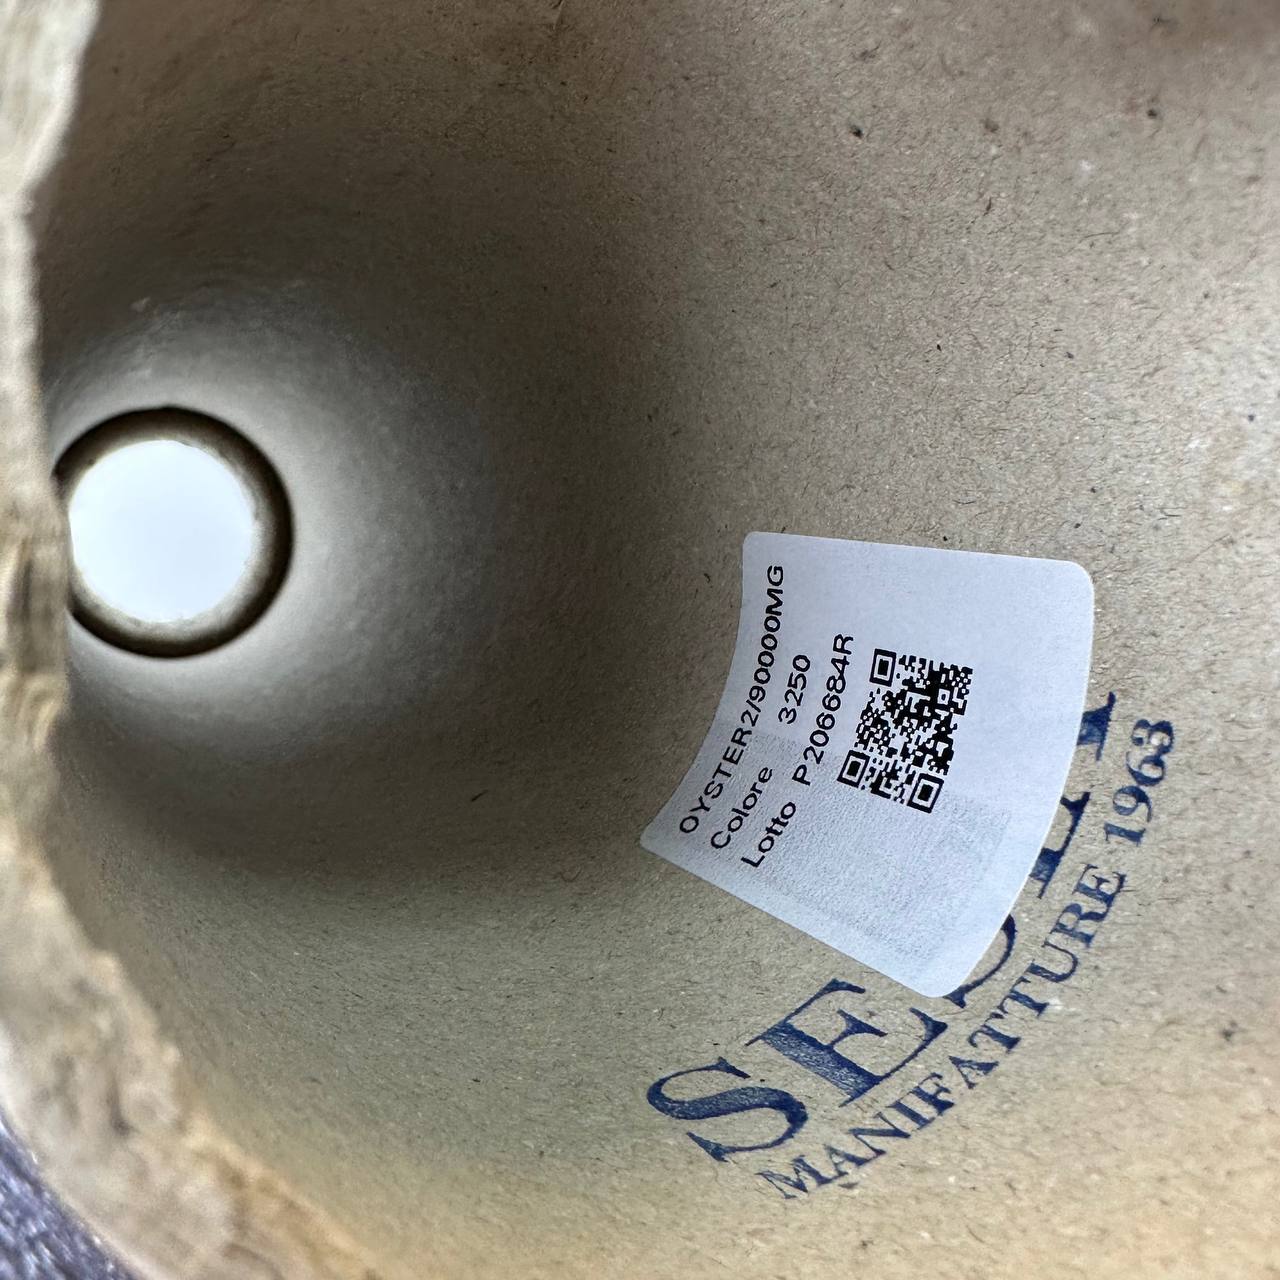 OYSTER2/90000MG
Colore 3250
Lotto P206684R
MANIFATTURE 1963